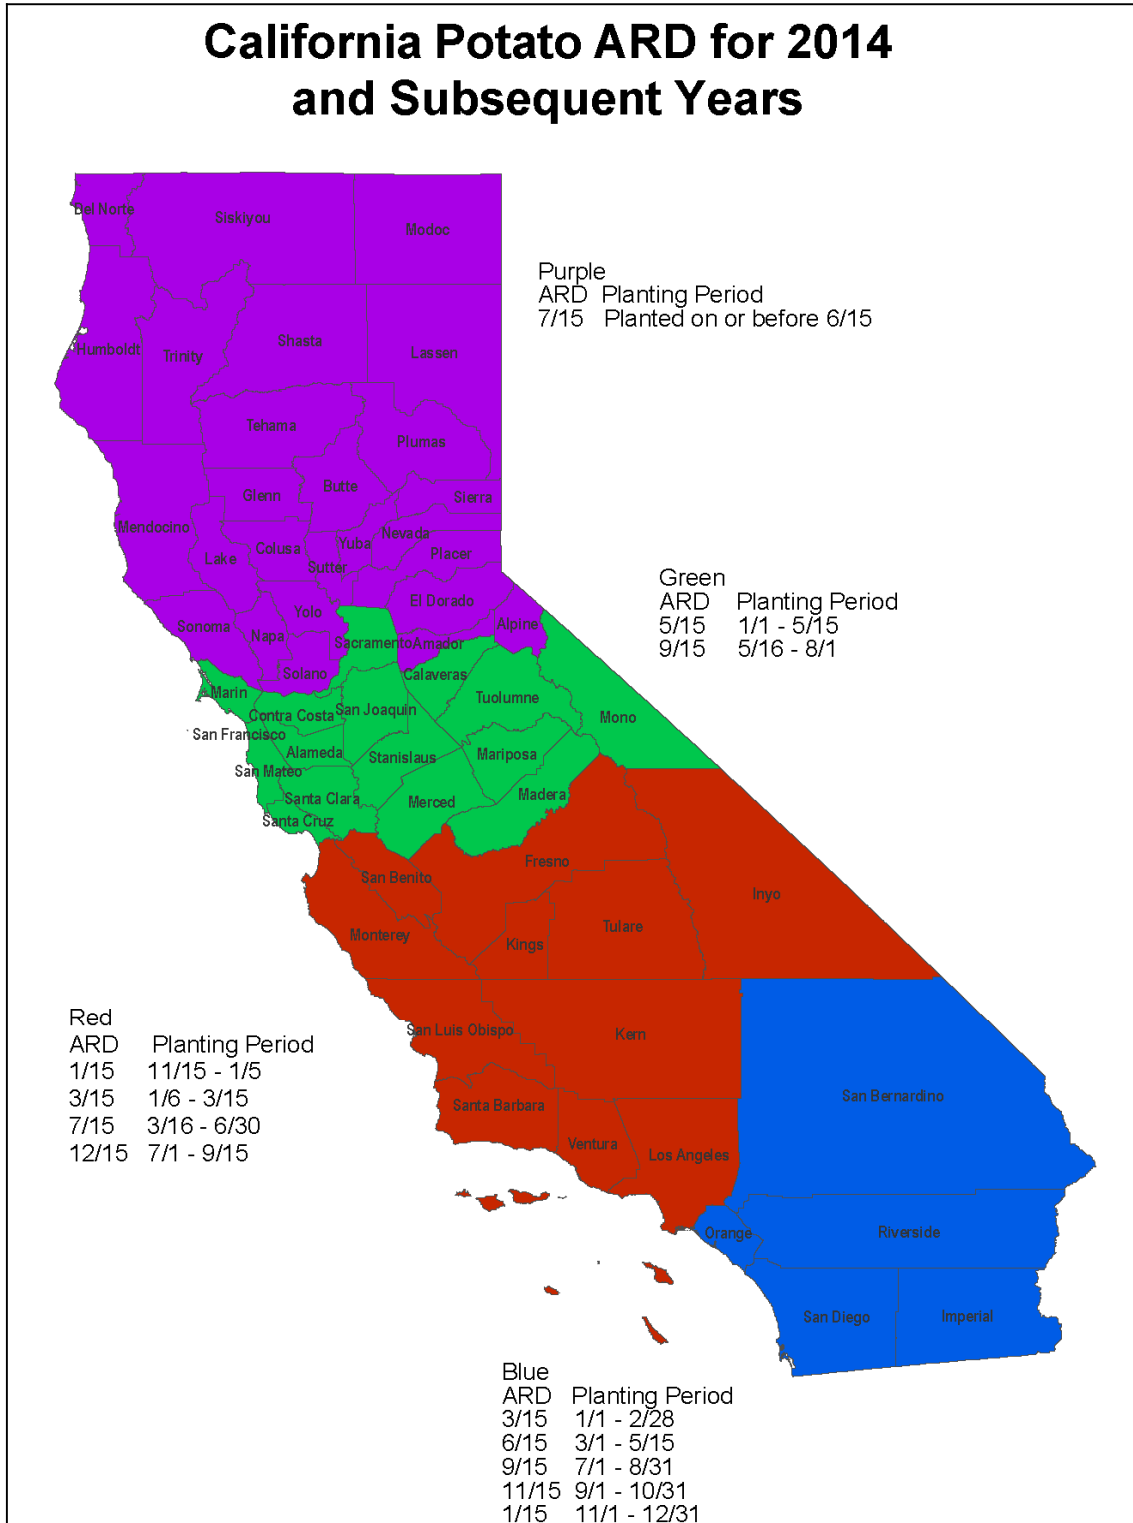 California Potato ARD for 2014
and Subsequent Years
Del Norte
Siskiyou
Modoc
Purple
ARD Planting Period
7/15 Planted on or before 6/15
Humboldt
Trinity
Shasta
Lassen
Tehama
Plumas
Glenn
Butte
Sierra
Mendocino
Lake
Colusa
Sutter
Yuba
Nevada
Placer
Green
ARD Planting Period
5/15 1/1 - 5/15
9/15 5/16 - 8/1
Sonoma
Napa
Yolo
El Dorado
Alpine
Solano
Sacramento
Amador
Marin
Contra Costa
San Joaquin
Calaveras
Tuolumne
Mono
San Francisco
Alameda
Stanislaus
Mariposa
San Mateo
Santa Clara
Merced
Madera
Santa Cruz
San Benito
Fresno
Inyo
Monterey
Kings
Tulare
Red
ARD Planting Period
1/15 11/15 - 1/5
3/15 1/6 - 3/15
7/15 3/16 - 6/30
12/15 7/1 - 9/15
San Luis Obispo
Kern
Santa Barbara
Ventura
Los Angeles
San Bernardino
Orange
Riverside
San Diego
Imperial
Blue
ARD Planting Period
3/15 1/1 - 2/28
6/15 3/1 - 5/15
9/15 7/1 - 8/31
11/15 9/1 - 10/31
1/15 11/1 - 12/31